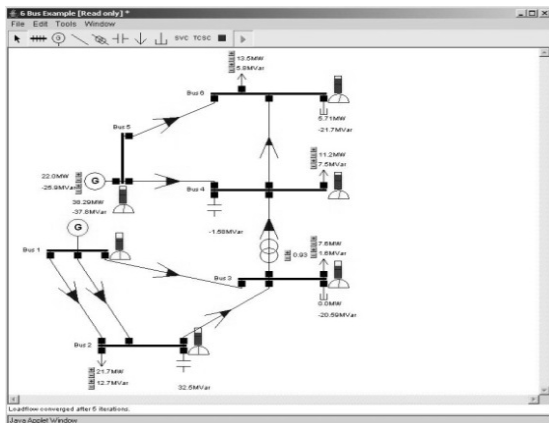 6 Bus Example [Read only] *
File Edit Tools Window
G SVC TCSC
13.5MW
5.8MVar
Bus 6
Bus 5
5.71MW
-21.7MVar
11.2MW
7.5MVar
22.0MW
-25.8MVar
G
Bus 4
38.29MW
-37.6MVar
-1.58MVar
G
0.93
7.6MW
1.6MVar
Bus 1
Bus 3
0.0MW
-20.59MVar
Bus 2
21.7MW
12.7MVar
32.5MVar
Loadflow converged after 6 iterations.
Java Applet Window